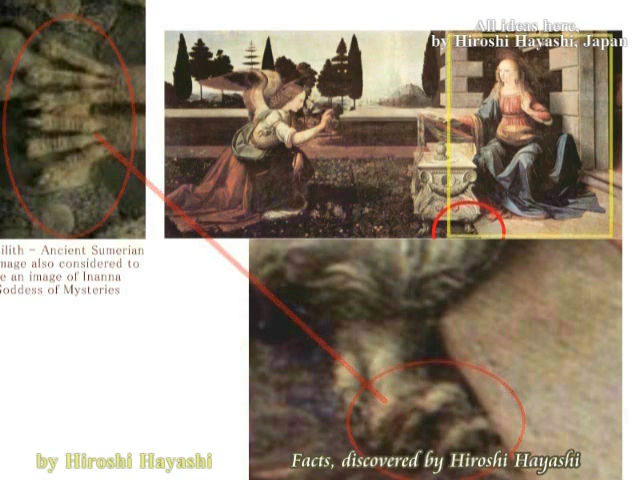 All ideas here,
by Hiroshi Hayashi, Japan
ilith - Ancient Sumerian
mage also considered to
e an image of Inanna
Goddess of Mysteries
by Hiroshi Hayashi
Facts, discovered by Hiroshi Hayashi